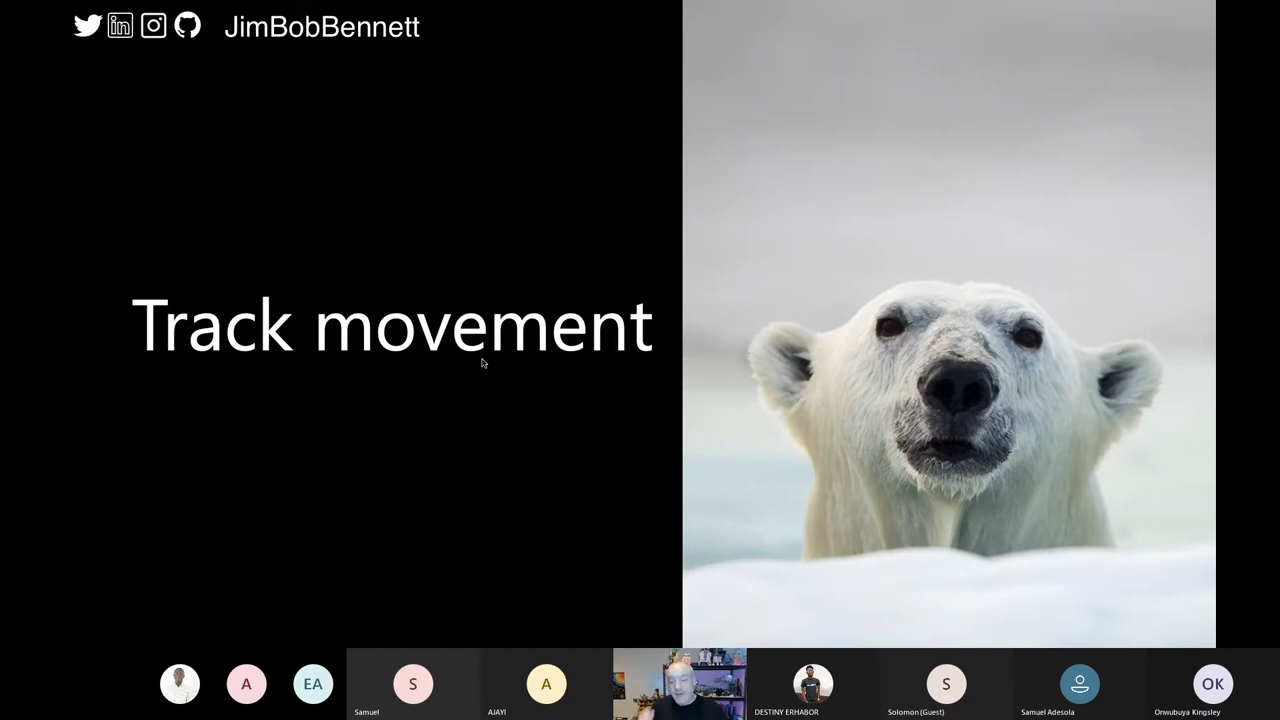 JimBobBennett
Track movement
A
EA
S
Samuel
A
AJAYI
DESTINY ERHABOR
S
Solomon (Guest)
Samuel Adesola
OK
Onwubuya Kingsley